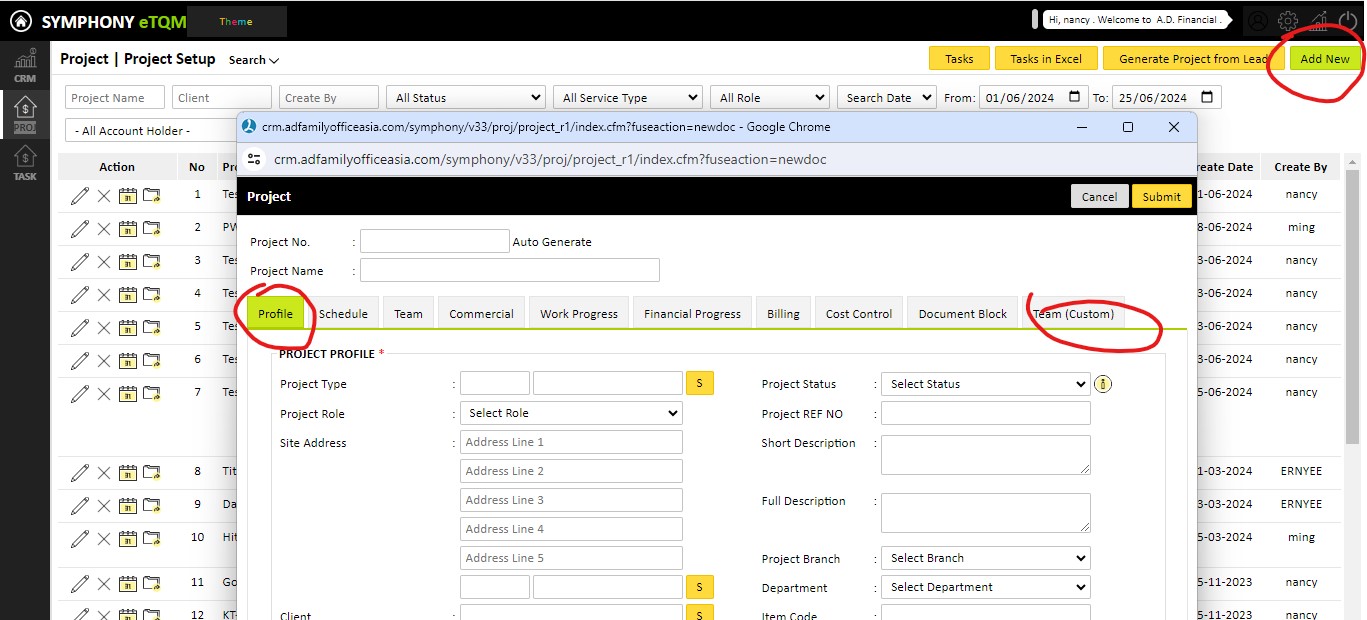 SYMPHONY eTQM
Theme
Hi, nancy . Welcome to A.D. Financial .
CRM
PROJ
TASK
Project | Project Setup Search
Tasks
Tasks in Excel
Generate Project from Lead
Add New
Project Name
Client
Create By
All Status
All Service Type
All Role
Search Date
From: 01/06/2024
To: 25/06/2024
- All Account Holder -
crm.adfamilyofficeasia.com/symphony/v33/proj/project_r1/index.cfm?fuseaction=newdoc - Google Chrome
crm.adfamilyofficeasia.com/symphony/v33/proj/project_r1/index.cfm?fuseaction=newdoc
Project
Cancel
Submit
Project No. :
Auto Generate
Project Name :
Profile
Schedule
Team
Commercial
Work Progress
Financial Progress
Billing
Cost Control
Document Block
Team (Custom)
PROJECT PROFILE *
Project Type : S
Project Role : Select Role
Site Address : Address Line 1
Address Line 2
Address Line 3
Address Line 4
Address Line 5
S
Client : S
Project Status : Select Status
Project REF NO :
Short Description :
Full Description :
Project Branch : Select Branch
Department : Select Department
Item Code :
Action No Pro
1 Tes
2 PW
3 Tes
4 Tes
5 Tes
6 Tes
7 Tes
8 Tit
9 Da
10 Hit
11 Go
12 KT
reate Date Create By
1-06-2024 nancy
8-06-2024 ming
3-06-2024 nancy
3-06-2024 nancy
3-06-2024 nancy
3-06-2024 nancy
5-06-2024 nancy
1-03-2024 ERNYEE
3-03-2024 ERNYEE
5-03-2024 ming
5-11-2023 nancy
5-11-2023 nancy